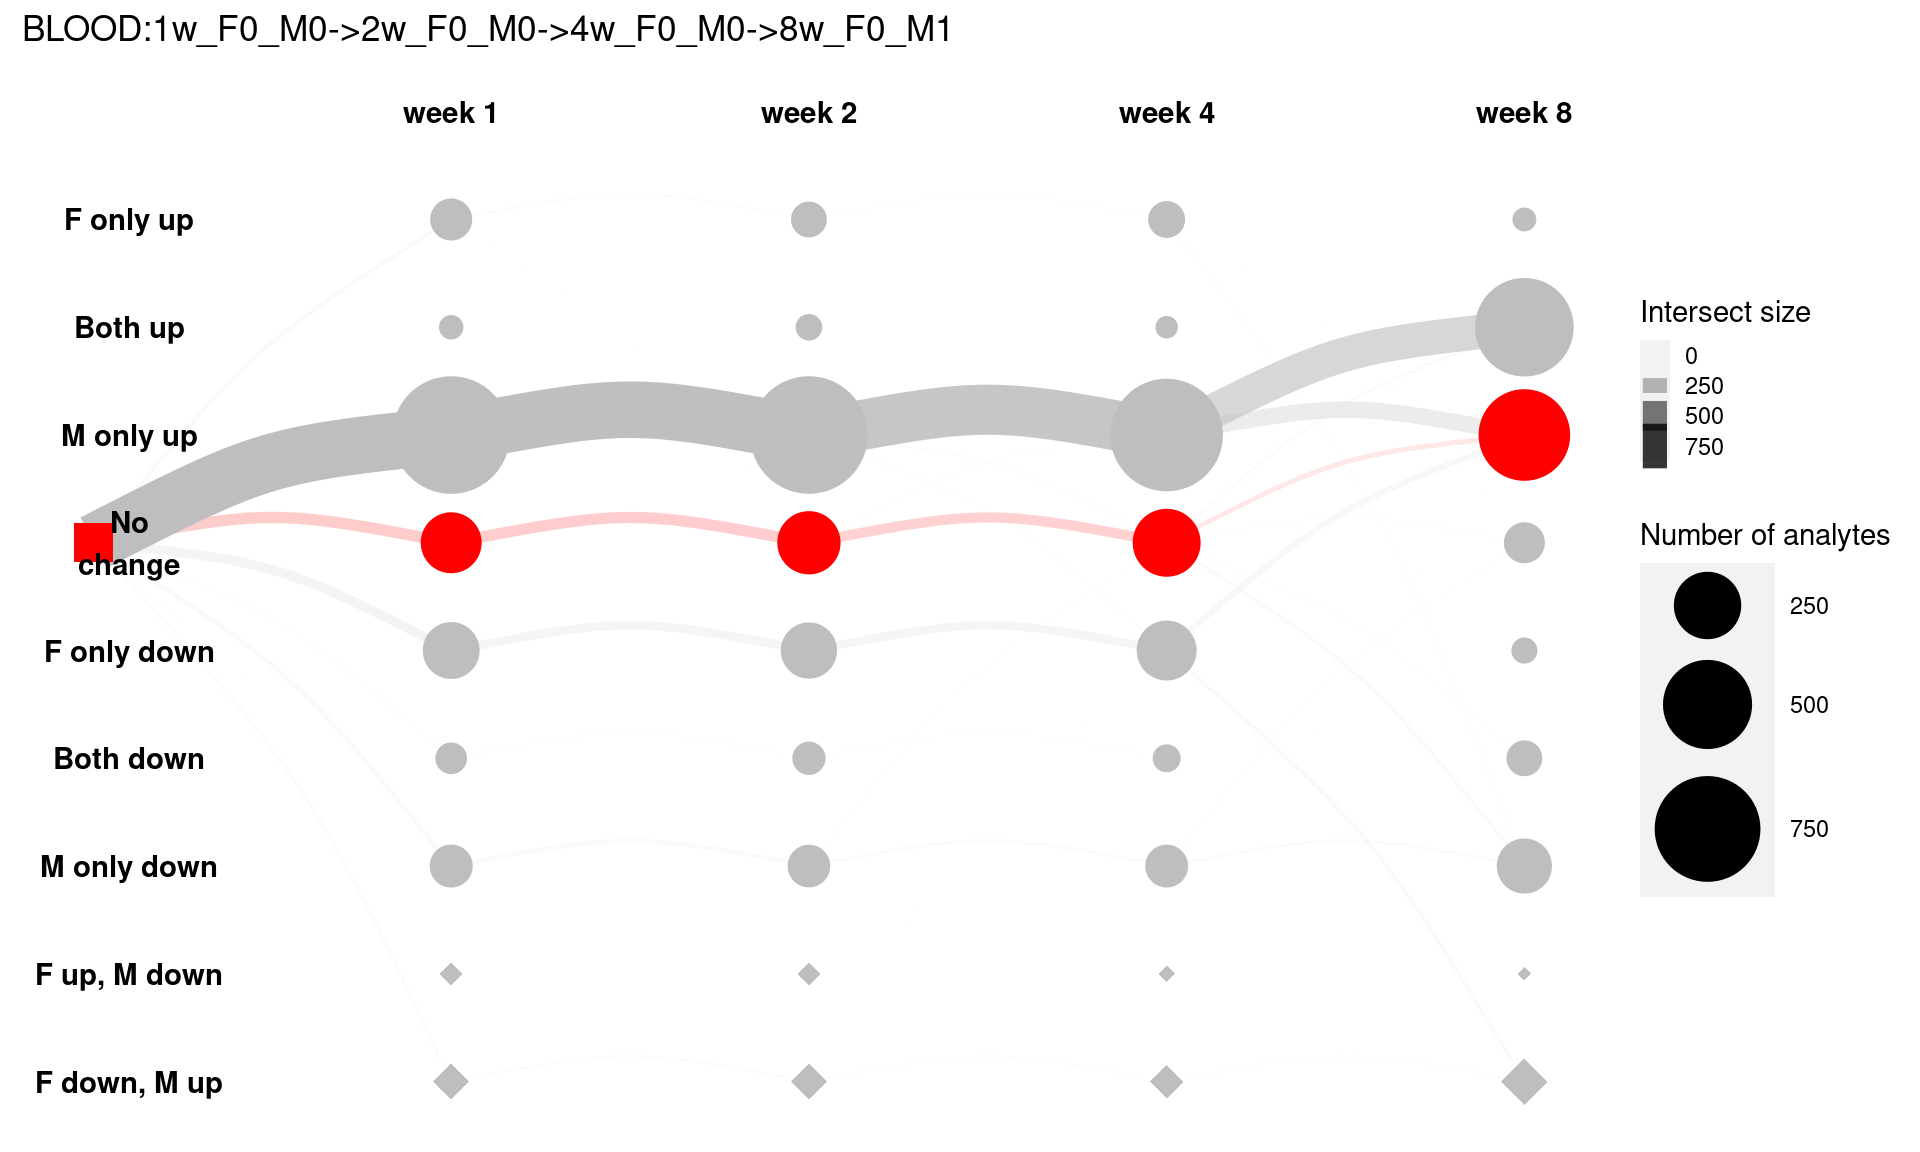 BLOOD:1w_F0_M0->2w_F0_M0->4w_F0_M0->8w_F0_M1
week 1
week 2
week 4
week 8
F only up
Both up
M only up
No
change
F only down
Both down
M only down
F up, M down
F down, M up
Intersect size
0
250
500
750
Number of analytes
250
500
750